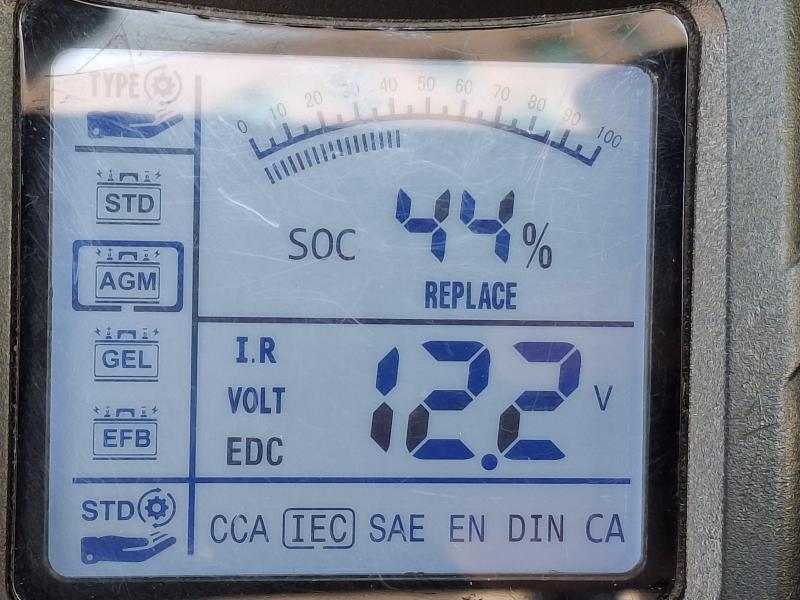 TYPE
0 10 20 30 40 50 60 70 80 90 100
STD
AGM
GEL
EFB
SOC 44%
REPLACE
I.R
VOLT
EDC
12.2 V
STD
CCA IEC SAE EN DIN CA